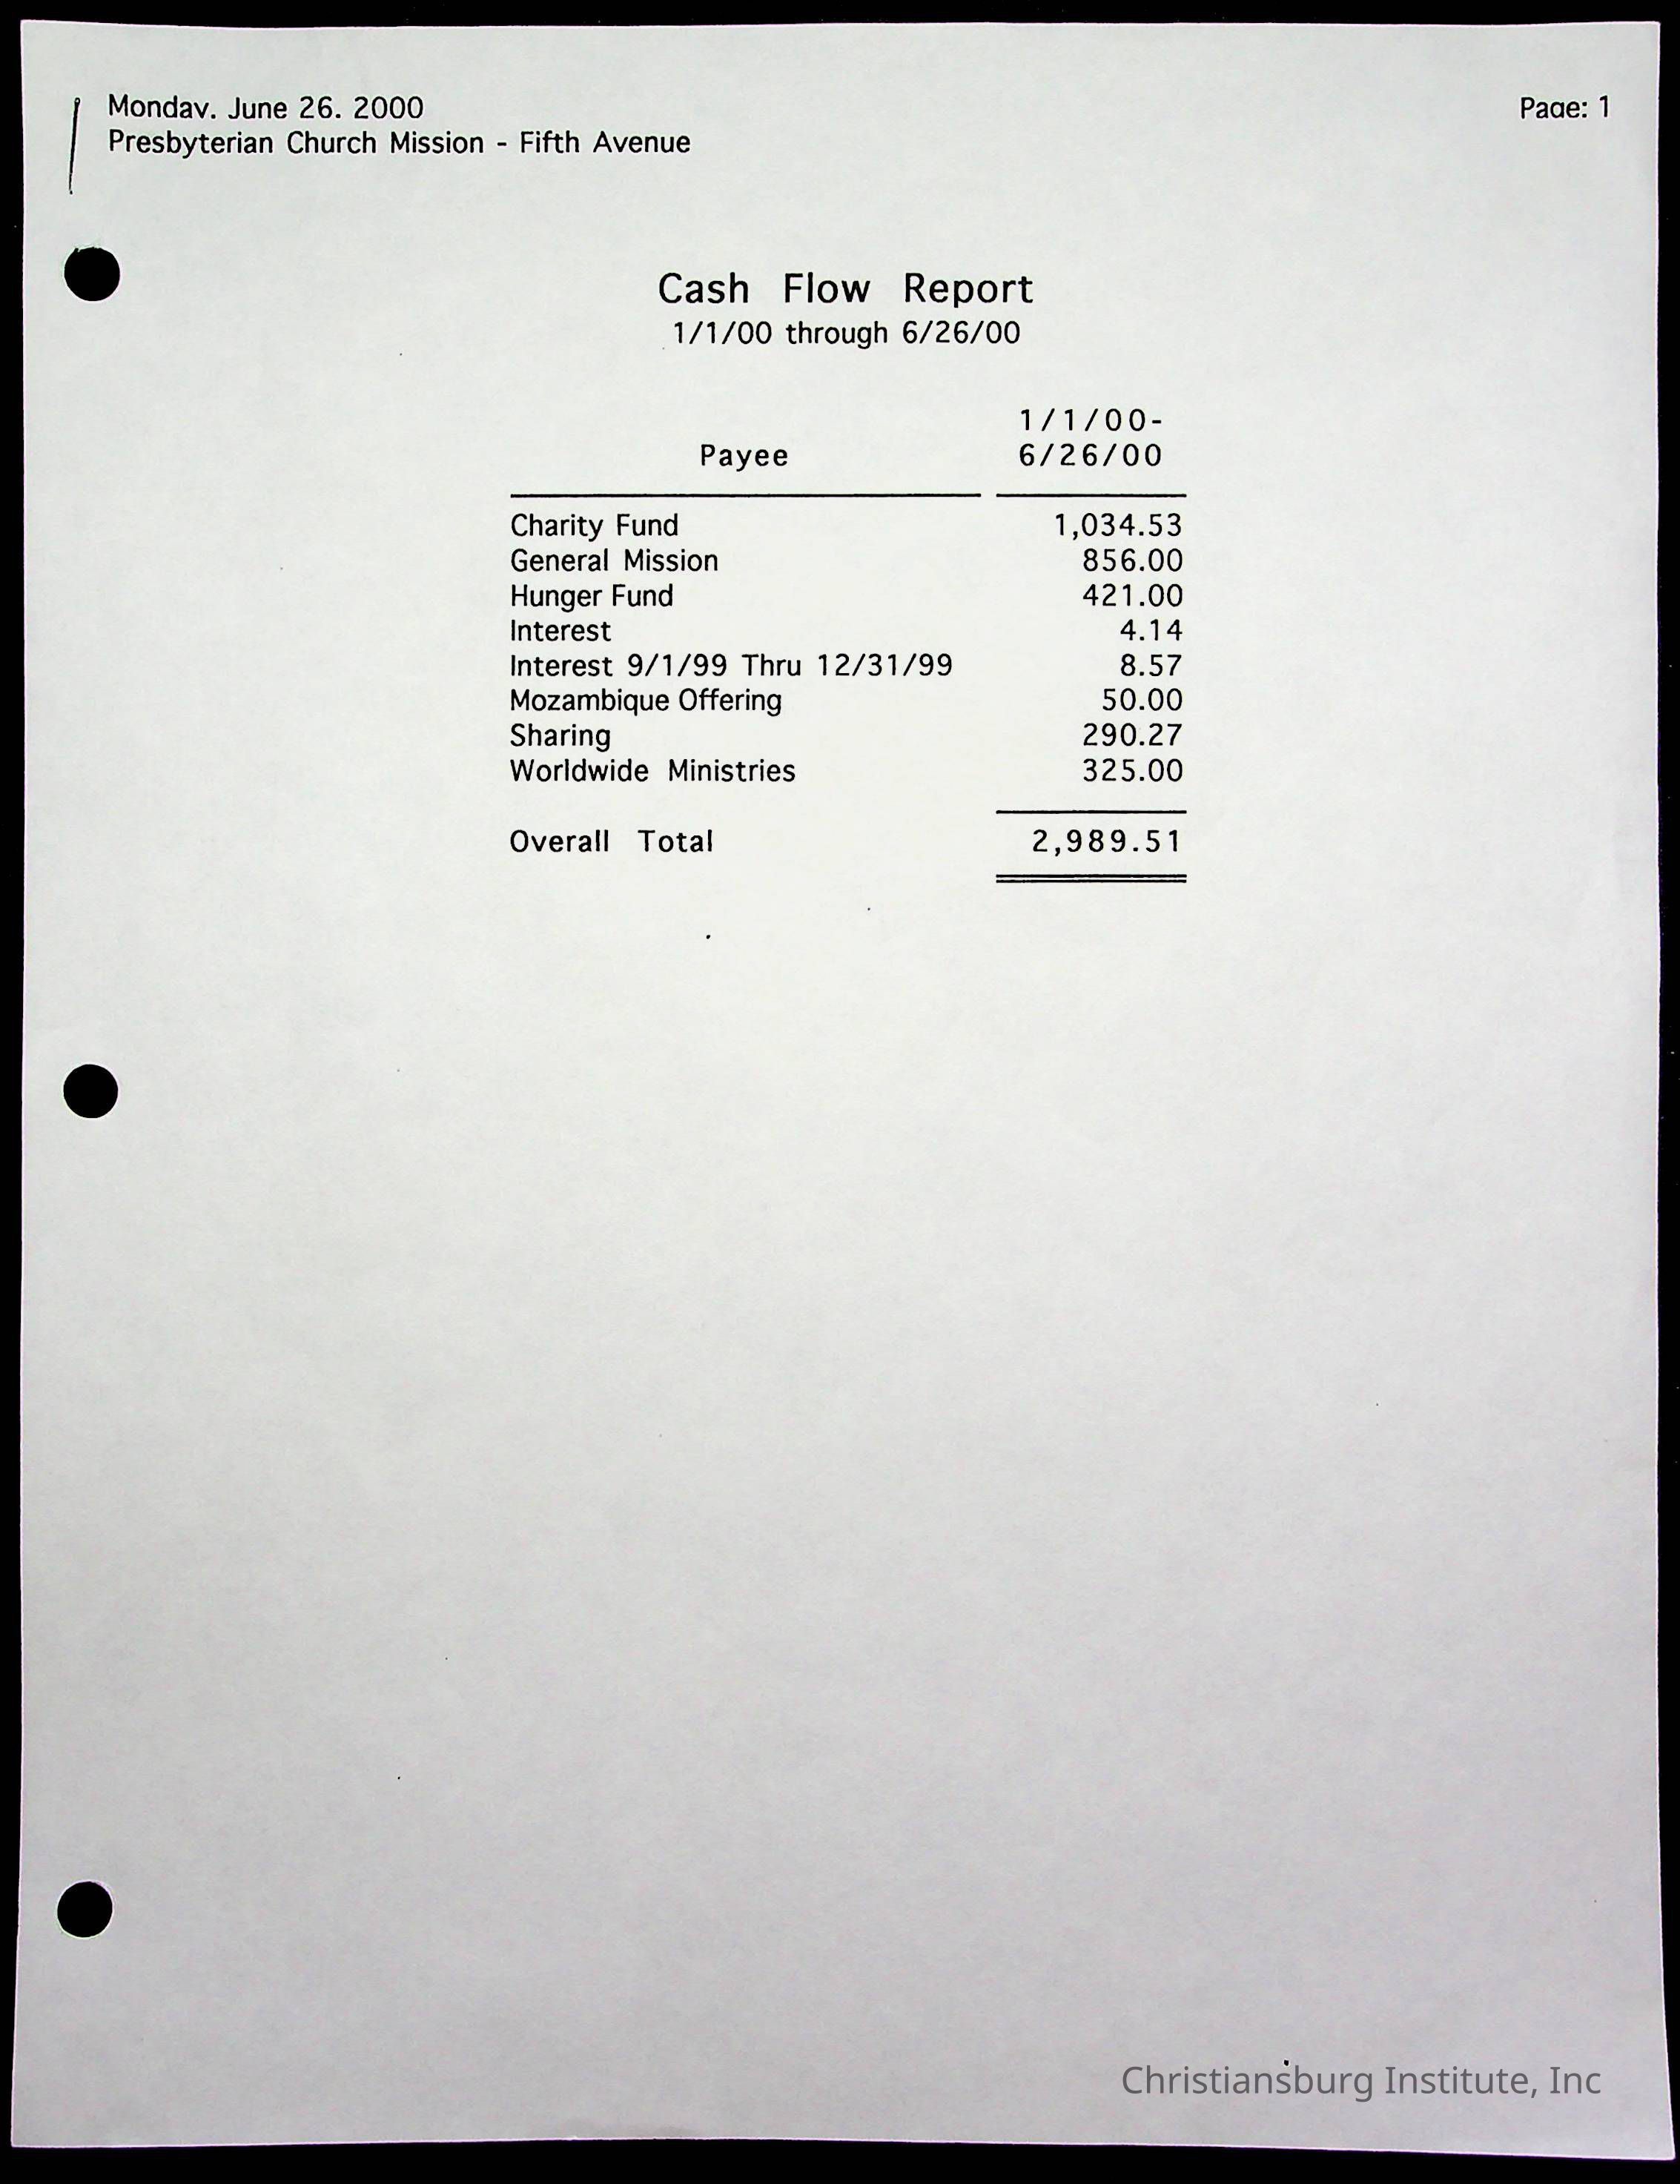 Monday. June 26. 2000
Page: 1
Presbyterian Church Mission - Fifth Avenue
Cash Flow Report
1/1/00 through 6/26/00
1/1/00-
Payee 6/26/00
Charity Fund 1,034.53
General Mission 856.00
Hunger Fund 421.00
Interest 4.14
Interest 9/1/99 Thru 12/31/99 8.57
Mozambique Offering 50.00
Sharing 290.27
Worldwide Ministries 325.00
Overall Total 2,989.51
Christiansburg Institute, Inc